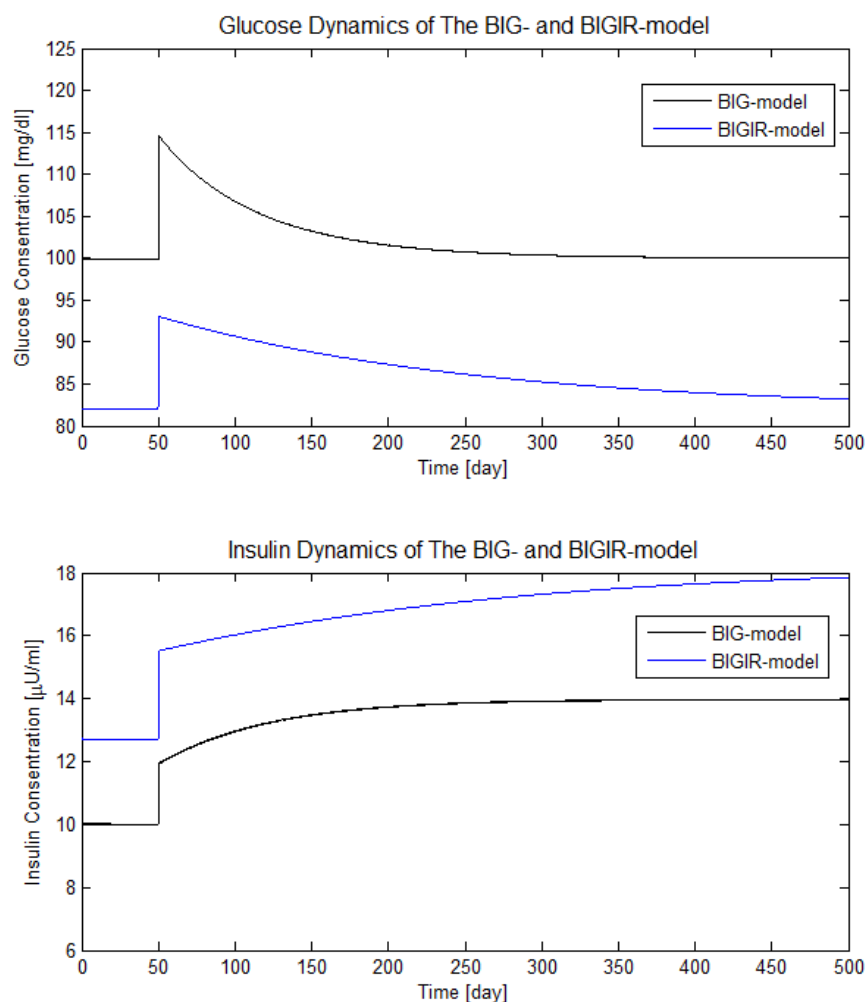 Glucose Dynamics of The BIG- and BIGIR-model
125
120
115
110
105
100
95
90
85
80
Glucose Concentration [mg/dl]
BIG-model
BIGIR-model
0 50 100 150 200 250 300 350 400 450 500
Time [day]
Insulin Dynamics of The BIG- and BIGIR-model
18
16
14
12
10
8
6
Insulin Consentration [µU/ml]
BIG-model
BIGIR-model
0 50 100 150 200 250 300 350 400 450 500
Time [day]